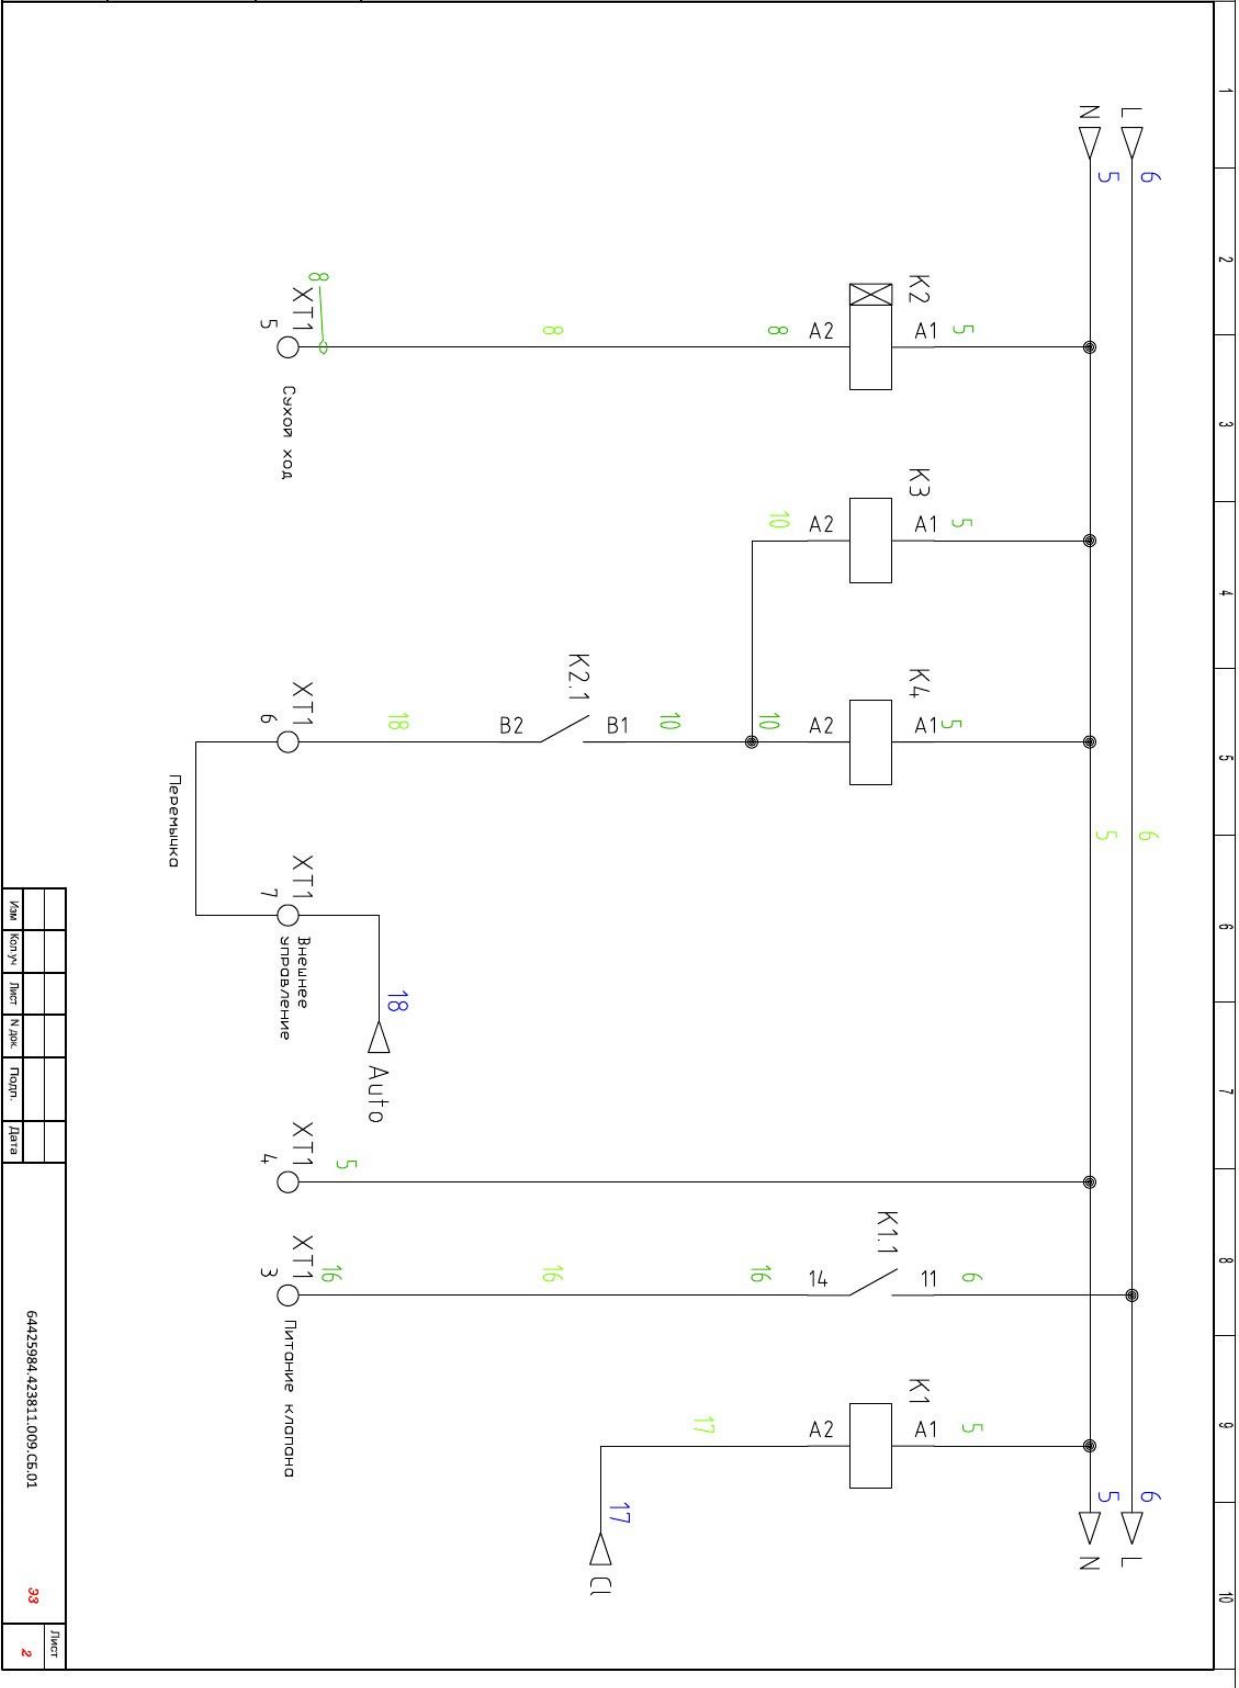 1 2 3 4 5 6 7 8 9 10
L 6 6 6 L
N 5 5 5 N
K2 K3 K4 K1.1 K1
A1 5
A2 8
A1 5
A2 10
A1 5
A2 10
11 6
14 16
A1 5
A2 17
10
K2.1
B1
B2
8
18
16
17
Cl
8
XT1
5
Сухой ход
XT1
6
Перемычка
XT1
7
Внешнее
управление
18
Auto
XT1
4
5
XT1
3
16
Питание клапана
Изм Кол.уч Лист N док. Подп. Дата
64425984.423811.009.СБ.01
ЭЗ
Лист
2